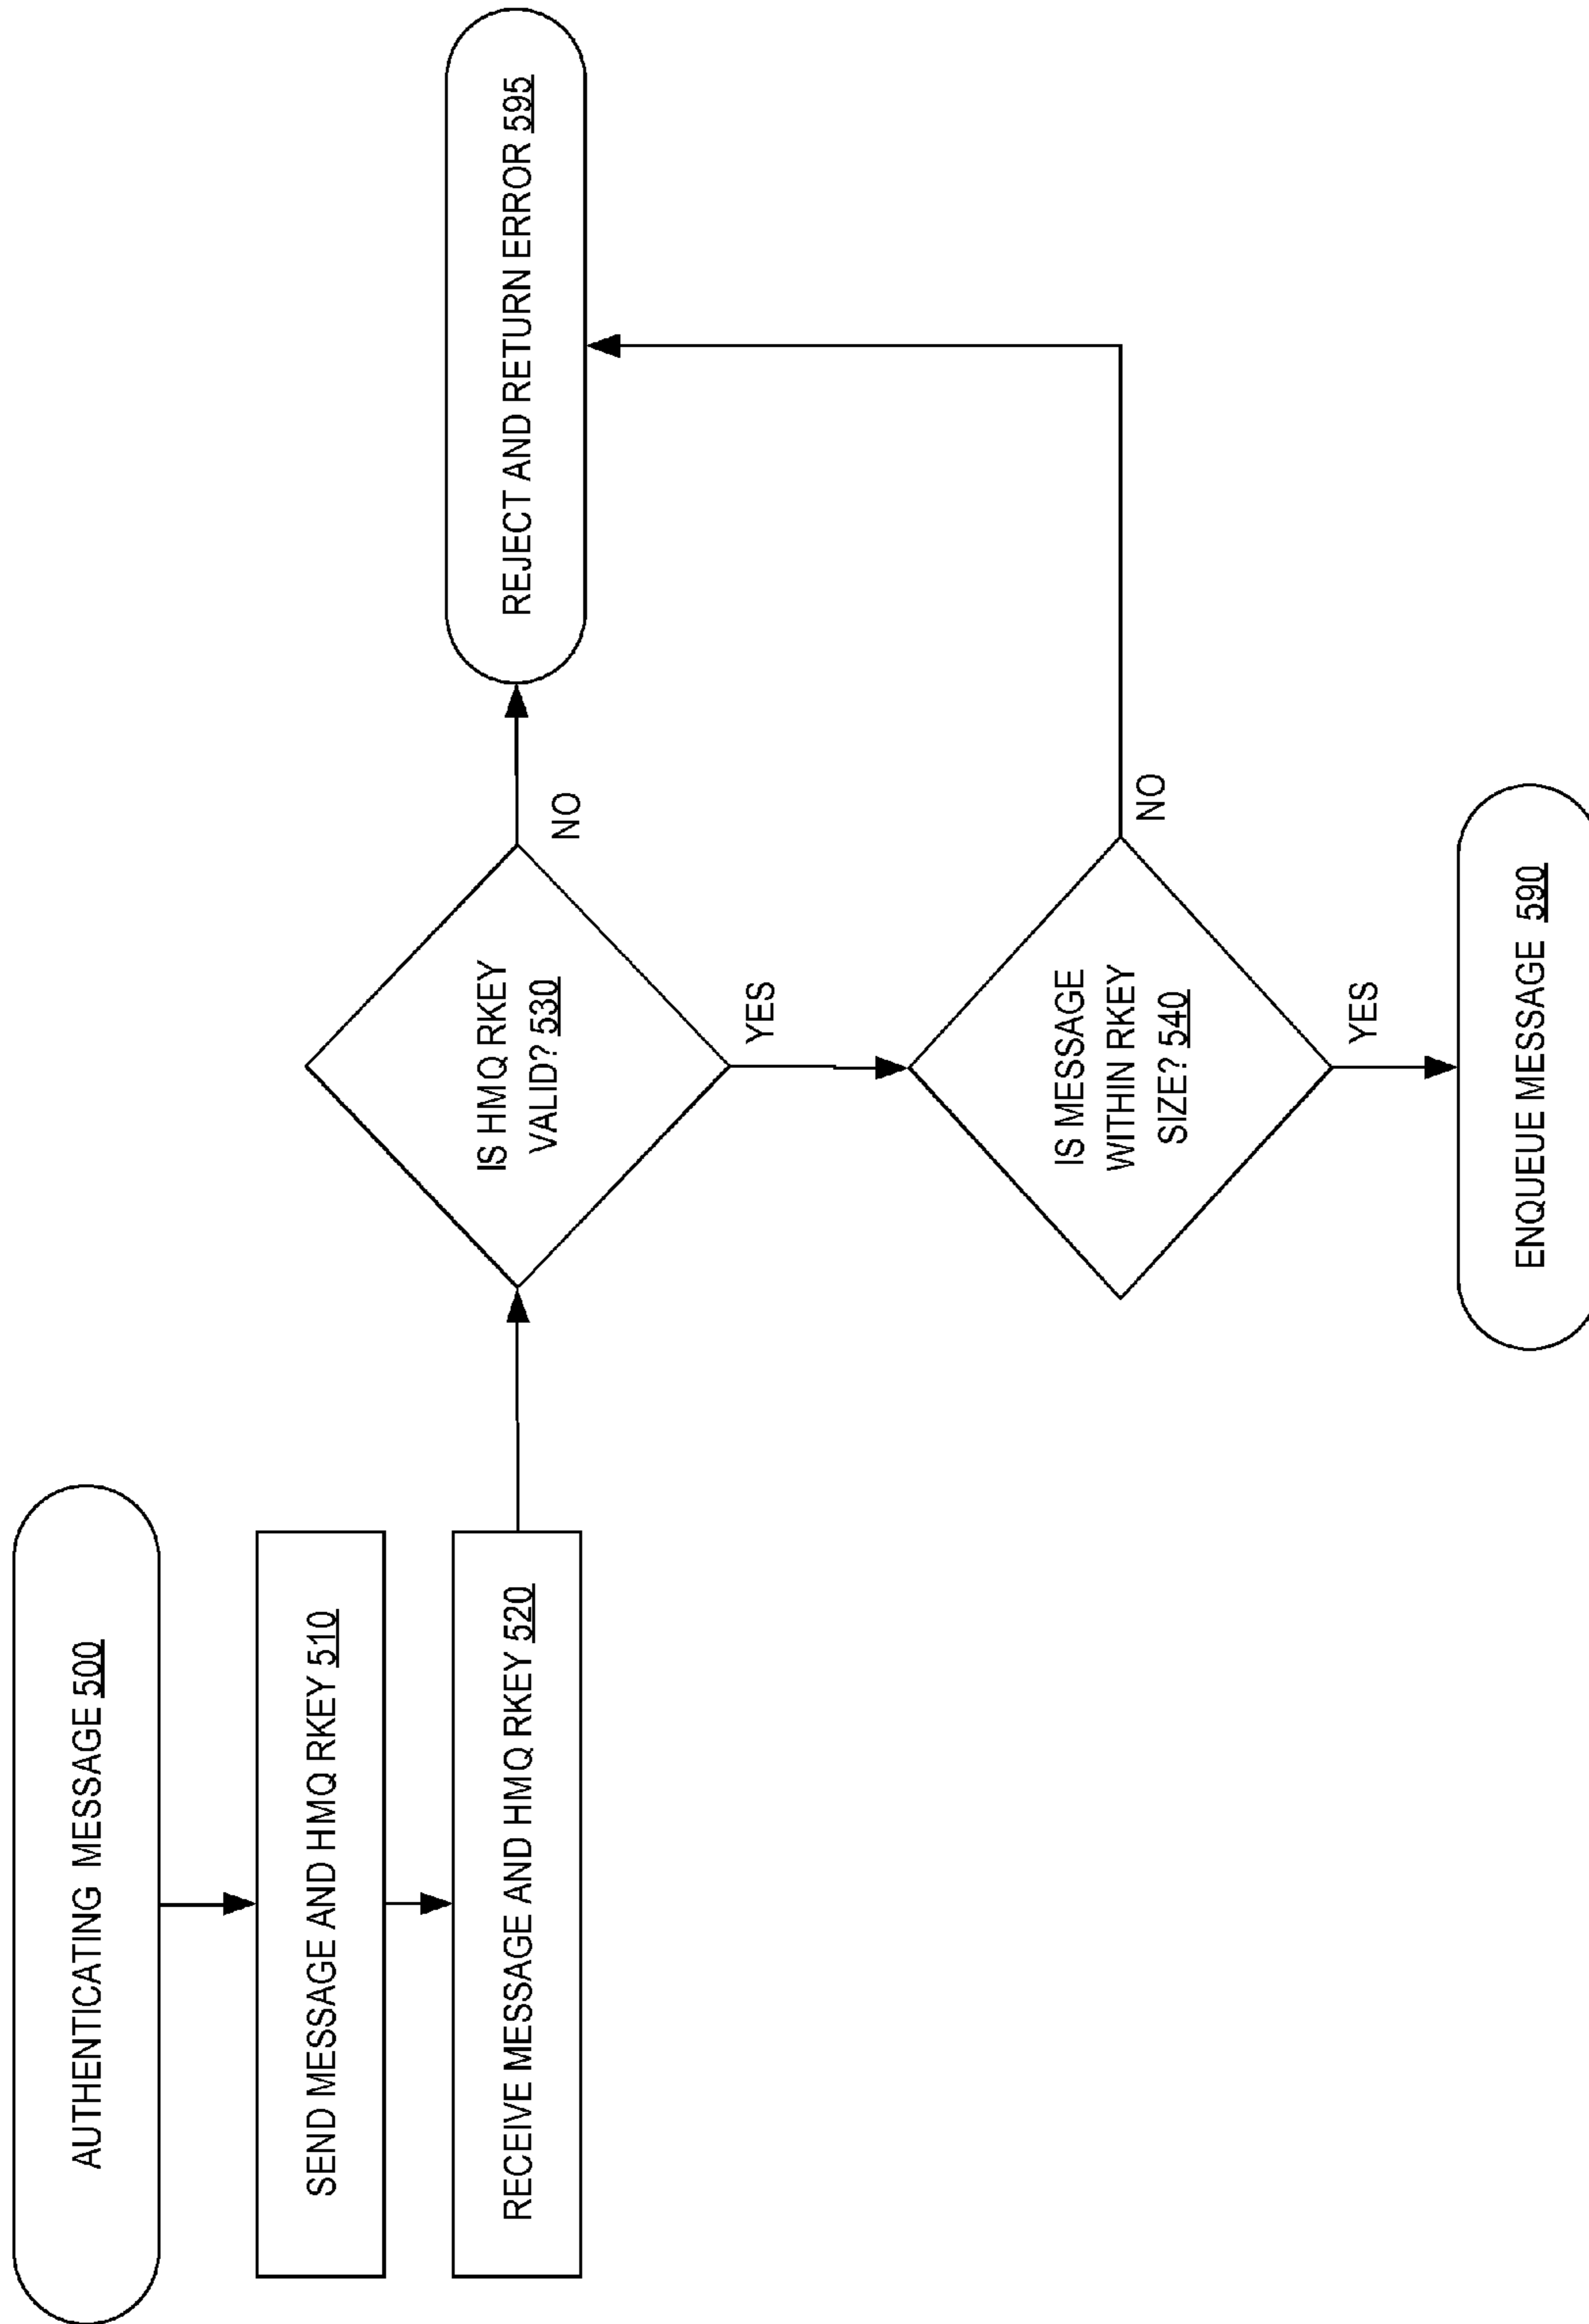 AUTHENTICATING MESSAGE 500
SEND MESSAGE AND HMQ RKEY 510
RECEIVE MESSAGE AND HMQ RKEY 520
IS HMQ RKEY
VALID? 530
NO
REJECT AND RETURN ERROR 595
YES
IS MESSAGE
WITHIN RKEY
SIZE? 540
NO
YES
ENQUEUE MESSAGE 590